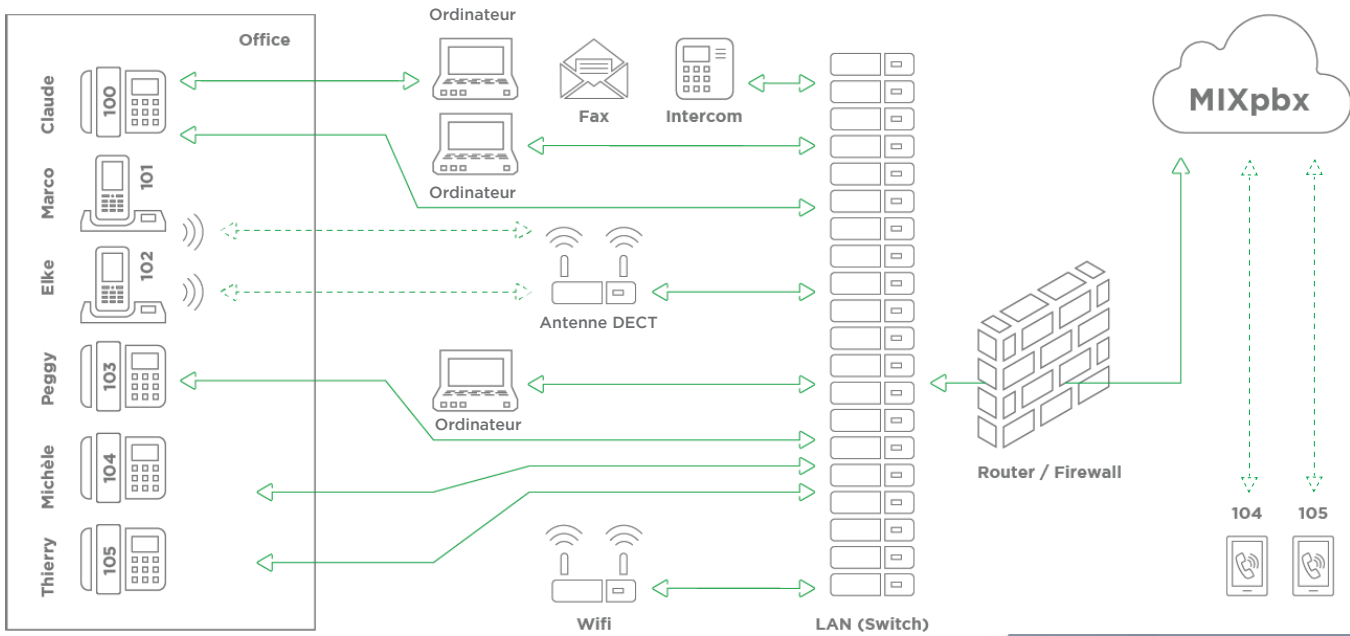 Office
Claude
100
Marco
101
Elke
102
Peggy
103
Michèle
104
Thierry
105
Ordinateur
Fax
Intercom
Ordinateur
Antenne DECT
Ordinateur
Wifi
LAN (Switch)
Router / Firewall
MIXpbx
104
105